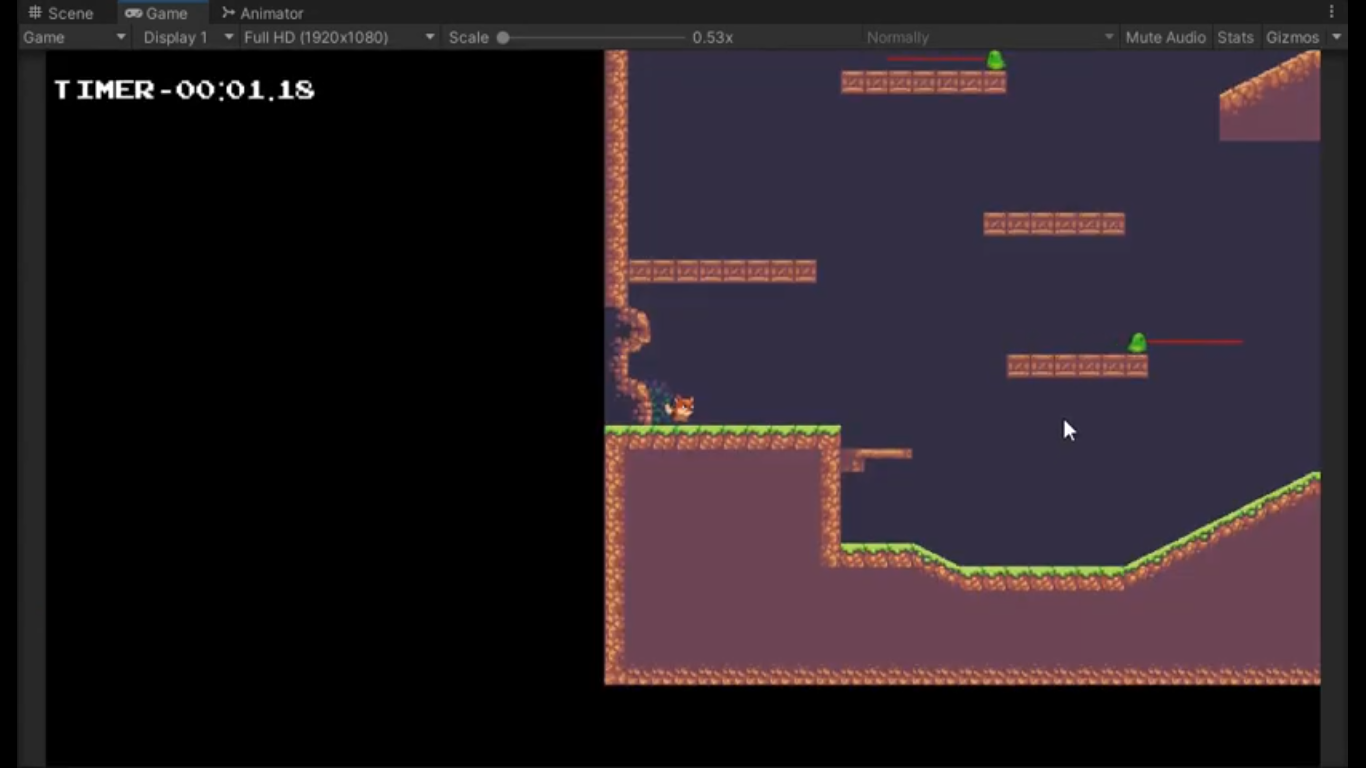 Scene Game Animator
Game Display 1 Full HD (1920x1080) Scale 0.53x Normally Mute Audio Stats Gizmos
TIMER-00:01.18